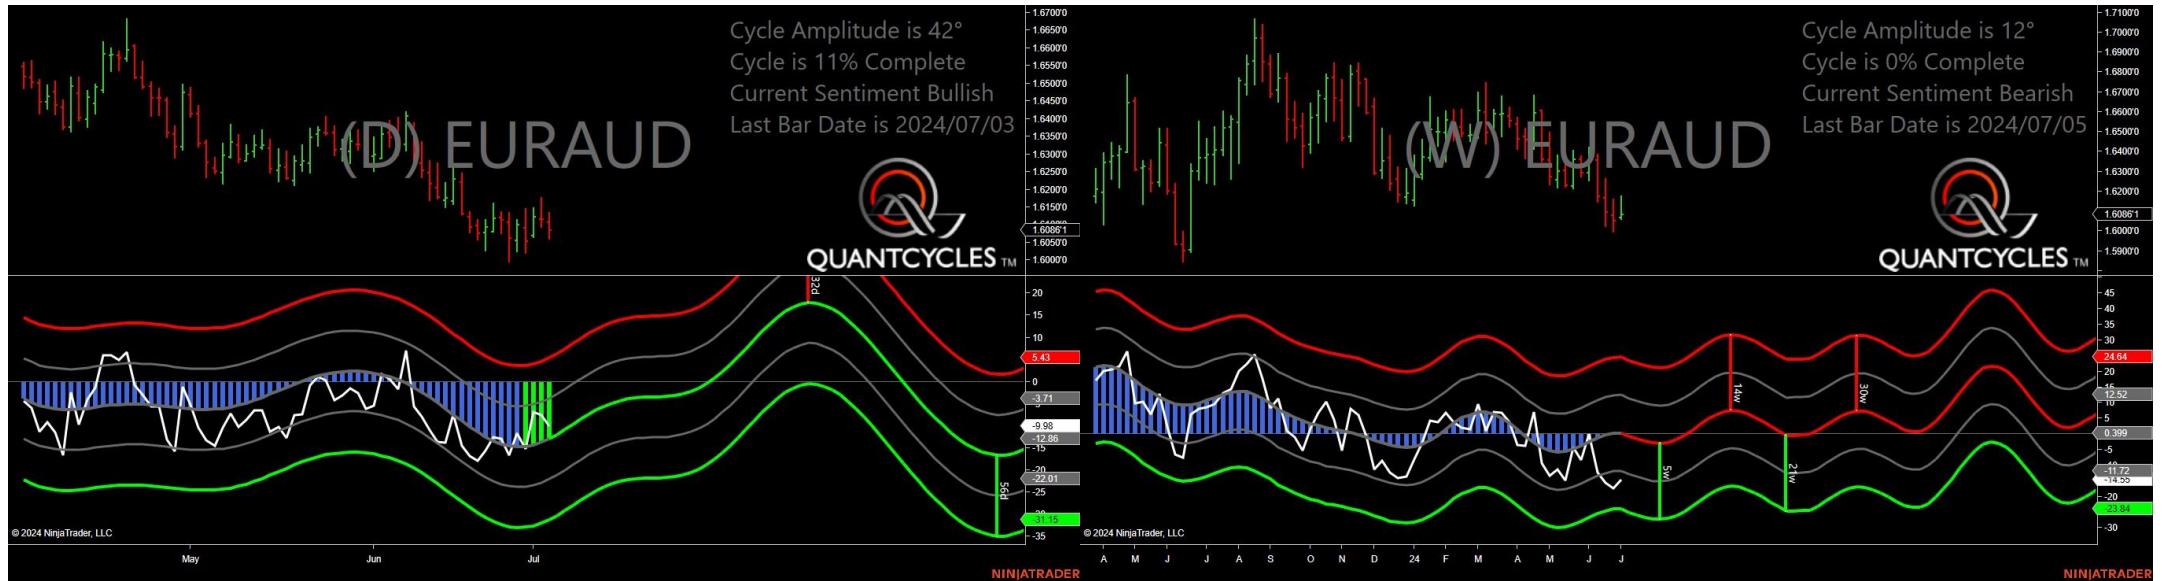 Cycle Amplitude is 42°
Cycle is 11% Complete
Current Sentiment Bullish
Last Bar Date is 2024/07/03
(D) EURAUD
QUANTCYCLES TM
1.6700'0
1.6650'0
1.6600'0
1.6550'0
1.6500'0
1.6450'0
1.6400'0
1.6350'0
1.6300'0
1.6250'0
1.6200'0
1.6150'0
1.6086'1
1.6050'0
1.6000'0
32d
56d
20
15
10
5.43
0
-3.71
-9.98
-12.86
-15
-20
-22.01
-25
-31.15
-35
© 2024 NinjaTrader, LLC
May
Jun
Jul
NINJATRADER
Cycle Amplitude is 12°
Cycle is 0% Complete
Current Sentiment Bearish
Last Bar Date is 2024/07/05
(W) EURAUD
QUANTCYCLES TM
1.7100'0
1.7000'0
1.6900'0
1.6800'0
1.6700'0
1.6600'0
1.6500'0
1.6400'0
1.6300'0
1.6200'0
1.6086'1
1.6000'0
1.5900'0
5w
14w
21w
30w
45
40
35
30
24.64
20
15
12.52
10
5
0.399
-5
-11.72
-14.55
-20
-23.84
-30
© 2024 NinjaTrader, LLC
A M J J A S O N D 24 F M A M J J
NINJATRADER